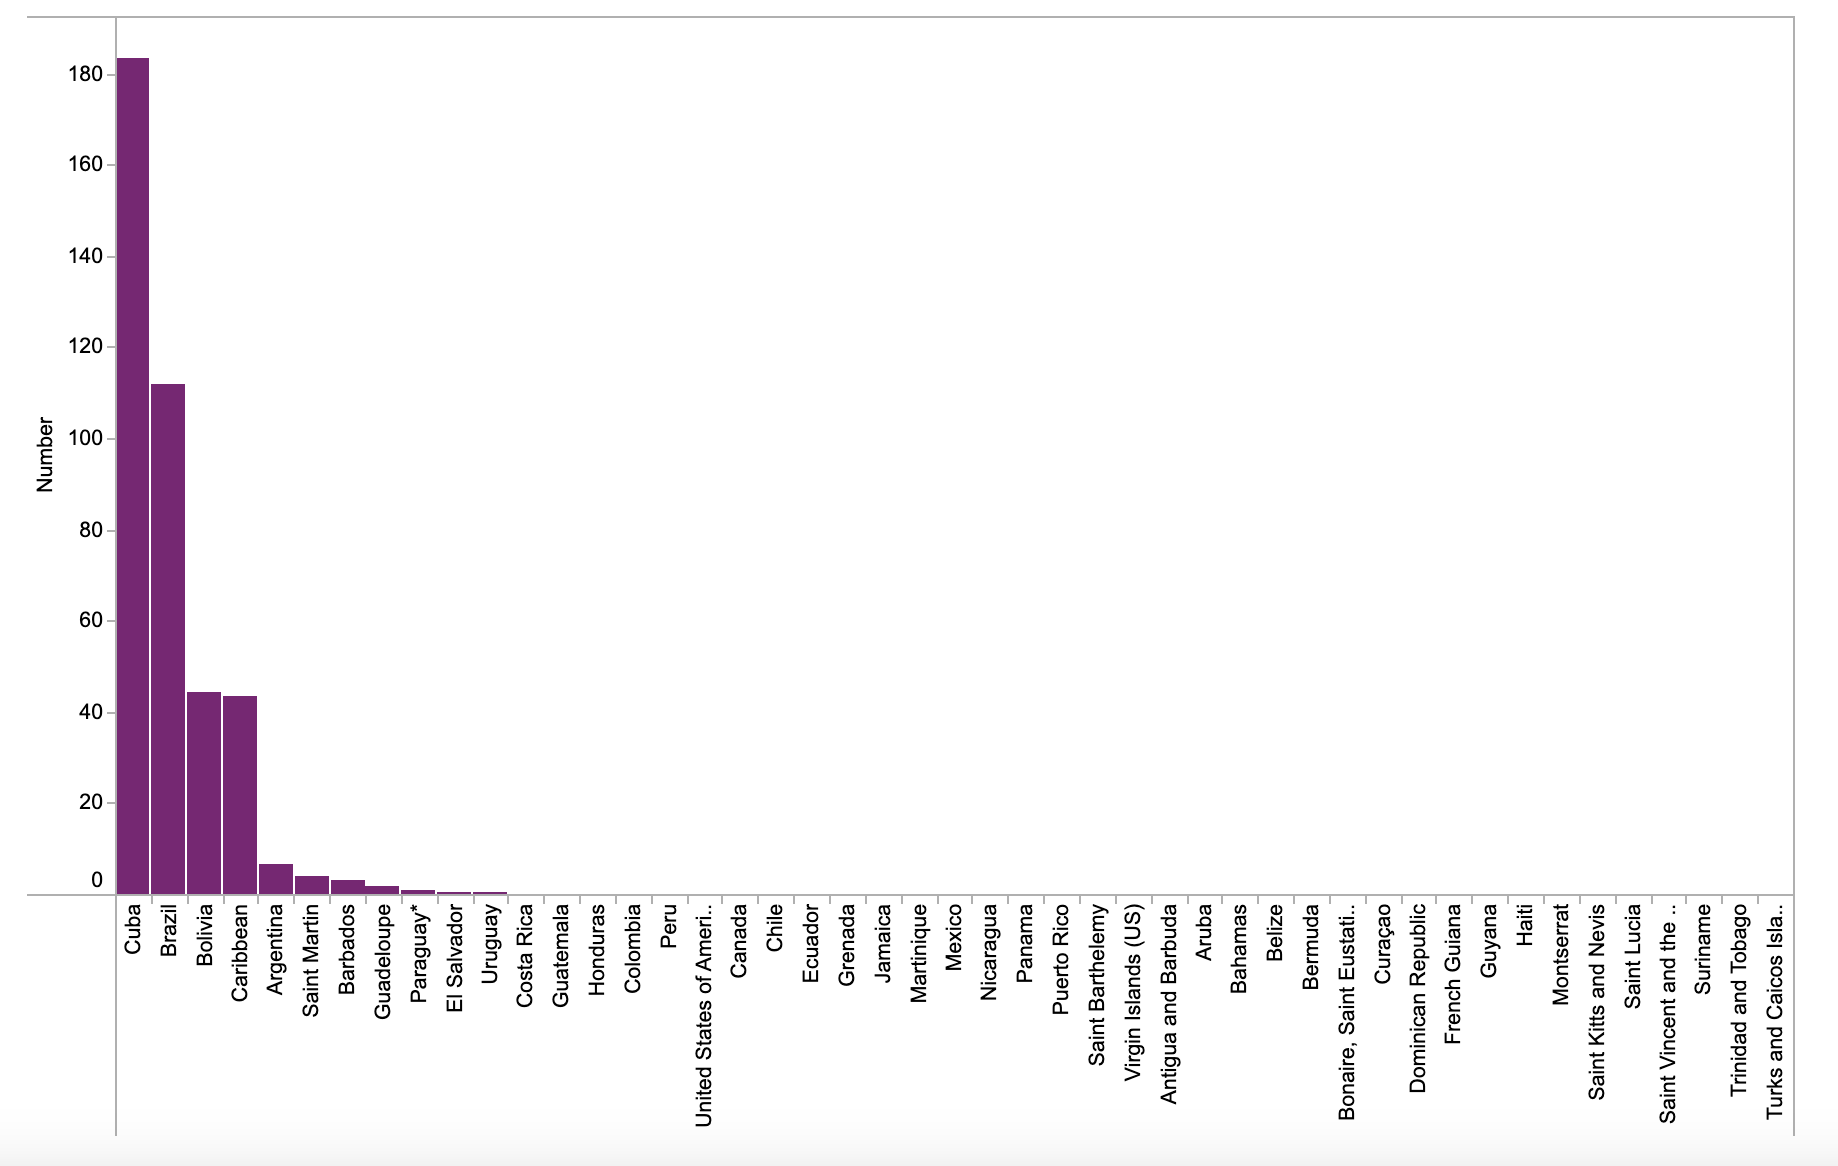 180
160
140
120
100
80
60
40
20
0
Number
Cuba
Brazil
Bolivia
Caribbean
Argentina
Saint Martin
Barbados
Guadeloupe
Paraguay*
El Salvador
Uruguay
Costa Rica
Guatemala
Honduras
Colombia
Peru
United States of Ameri..
Canada
Chile
Ecuador
Grenada
Jamaica
Martinique
Mexico
Nicaragua
Panama
Puerto Rico
Saint Barthelemy
Virgin Islands (US)
Antigua and Barbuda
Aruba
Bahamas
Belize
Bermuda
Bonaire, Saint Eustati..
Curaçao
Dominican Republic
French Guiana
Guyana
Haiti
Montserrat
Saint Kitts and Nevis
Saint Lucia
Saint Vincent and the ..
Suriname
Trinidad and Tobago
Turks and Caicos Isla..